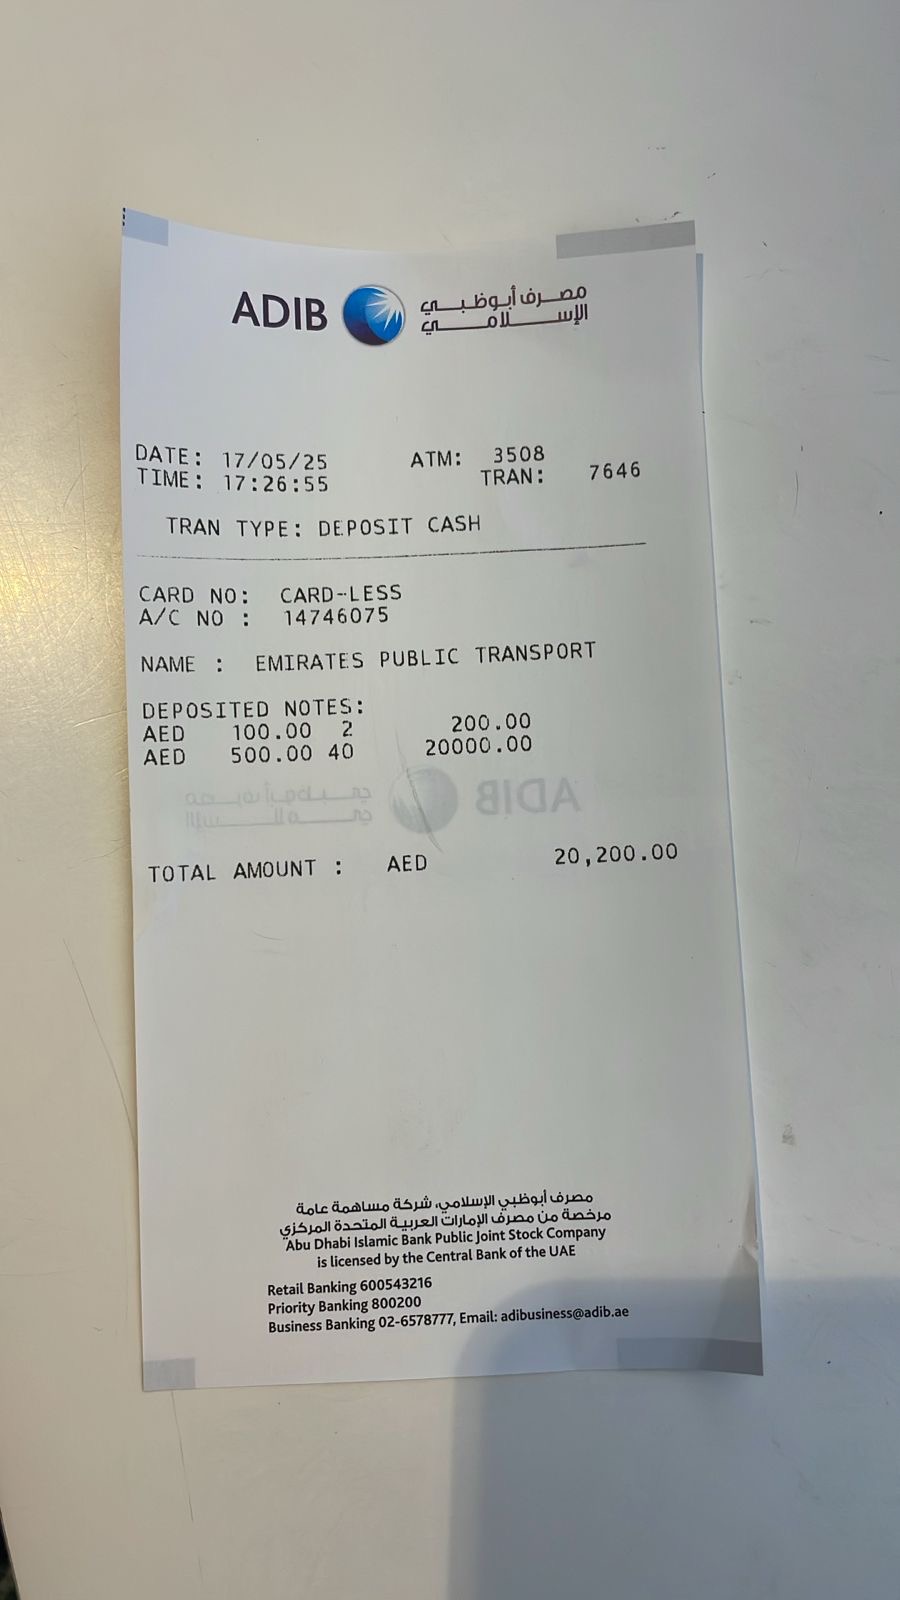 ADIB مصرف أبوظبي
الإسلامي
DATE: 17/05/25 ATM: 3508
TIME: 17:26:55 TRAN: 7646
TRAN TYPE: DEPOSIT CASH
CARD NO: CARD-LESS
A/C NO : 14746075
NAME : EMIRATES PUBLIC TRANSPORT
DEPOSITED NOTES:
AED 100.00 2 200.00
AED 500.00 40 20000.00
ADIB مصرف أبوظبي
الإسلامي
TOTAL AMOUNT : AED 20,200.00
مصرف أبوظبي الإسلامي، شركة مساهمة عامة
مرخصة من مصرف الإمارات العربية المتحدة المركزي
Abu Dhabi Islamic Bank Public Joint Stock Company
is licensed by the Central Bank of the UAE
Retail Banking 600543216
Priority Banking 800200
Business Banking 02-6578777, Email: adibusiness@adib.ae